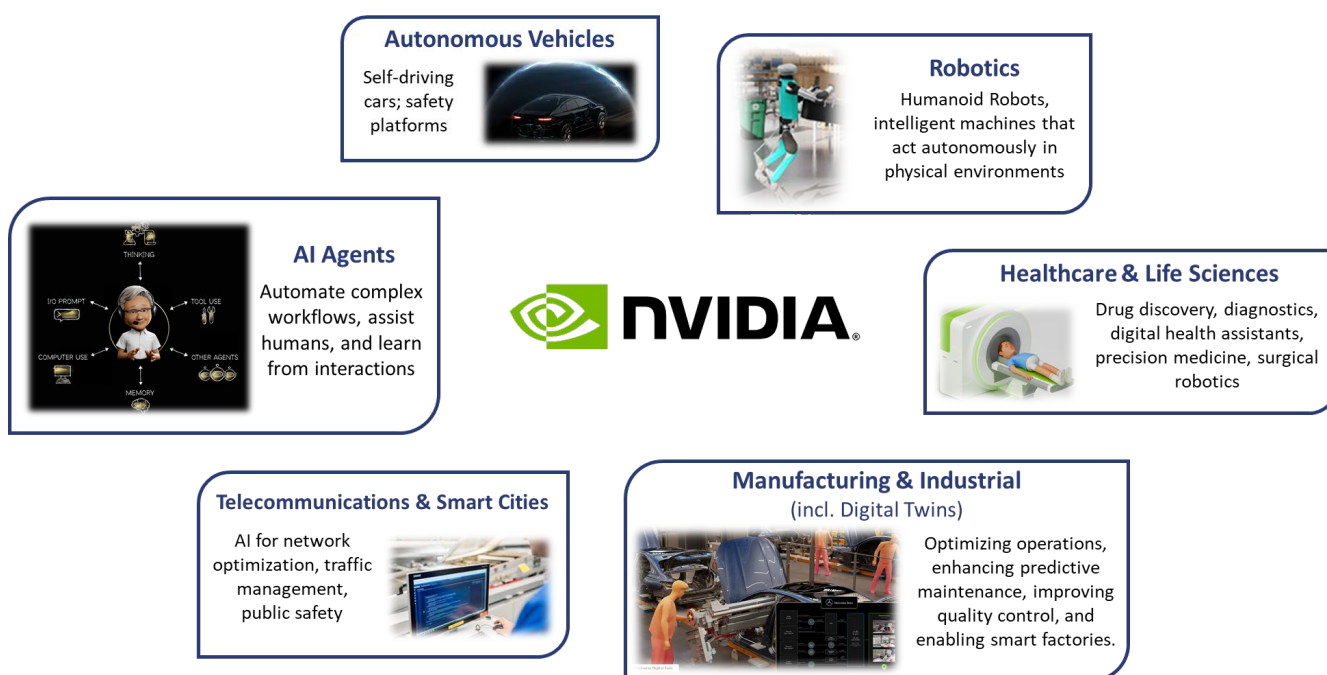 Autonomous Vehicles
Self-driving
cars; safety
platforms
Robotics
Humanoid Robots,
intelligent machines that
act autonomously in
physical environments
THINKING
I/O PROMPT
TOOL USE
COMPUTER USE
OTHER AGENTS
MEMORY
AI Agents
Automate complex
workflows, assist
humans, and learn
from interactions
NVIDIA®
Healthcare & Life Sciences
Drug discovery, diagnostics,
digital health assistants,
precision medicine, surgical
robotics
Telecommunications & Smart Cities
AI for network
optimization, traffic
management,
public safety
Manufacturing & Industrial
(incl. Digital Twins)
Optimizing operations,
enhancing predictive
maintenance, improving
quality control, and
enabling smart factories.